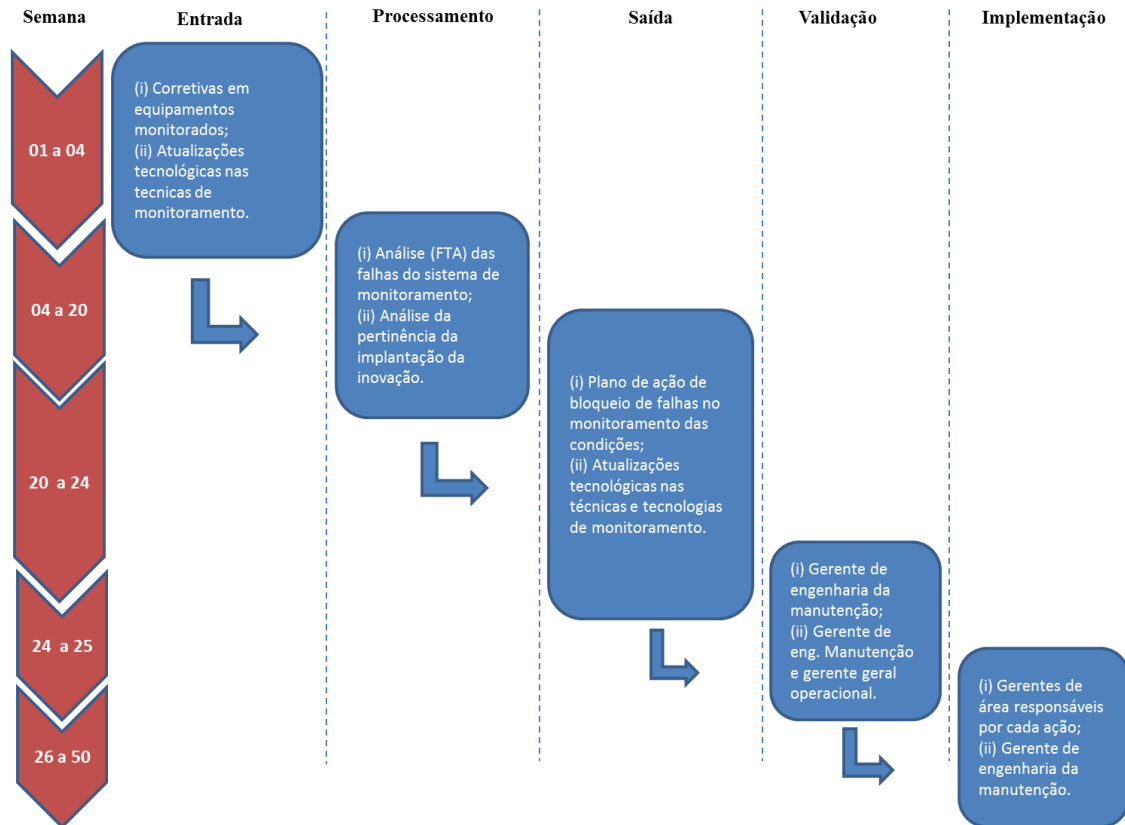 Semana
Entrada
Processamento
Saída
Validação
Implementação
01 a 04
(i) Corretivas em
equipamentos
monitorados;
(ii) Atualizações
tecnológicas nas
tecnicas de
monitoramento.
04 a 20
(i) Análise (FTA) das
falhas do sistema de
monitoramento;
(ii) Análise da
pertinência da
implantação da
inovação.
20 a 24
(i) Plano de ação de
bloqueio de falhas no
monitoramento das
condições;
(ii) Atualizações
tecnológicas nas
técnicas e tecnologias
de monitoramento.
24 a 25
(i) Gerente de
engenharia da
manutenção;
(ii) Gerente de
eng. Manutenção
e gerente geral
operacional.
26 a 50
(i) Gerentes de
área responsáveis
por cada ação;
(ii) Gerente de
engenharia da
manutenção.